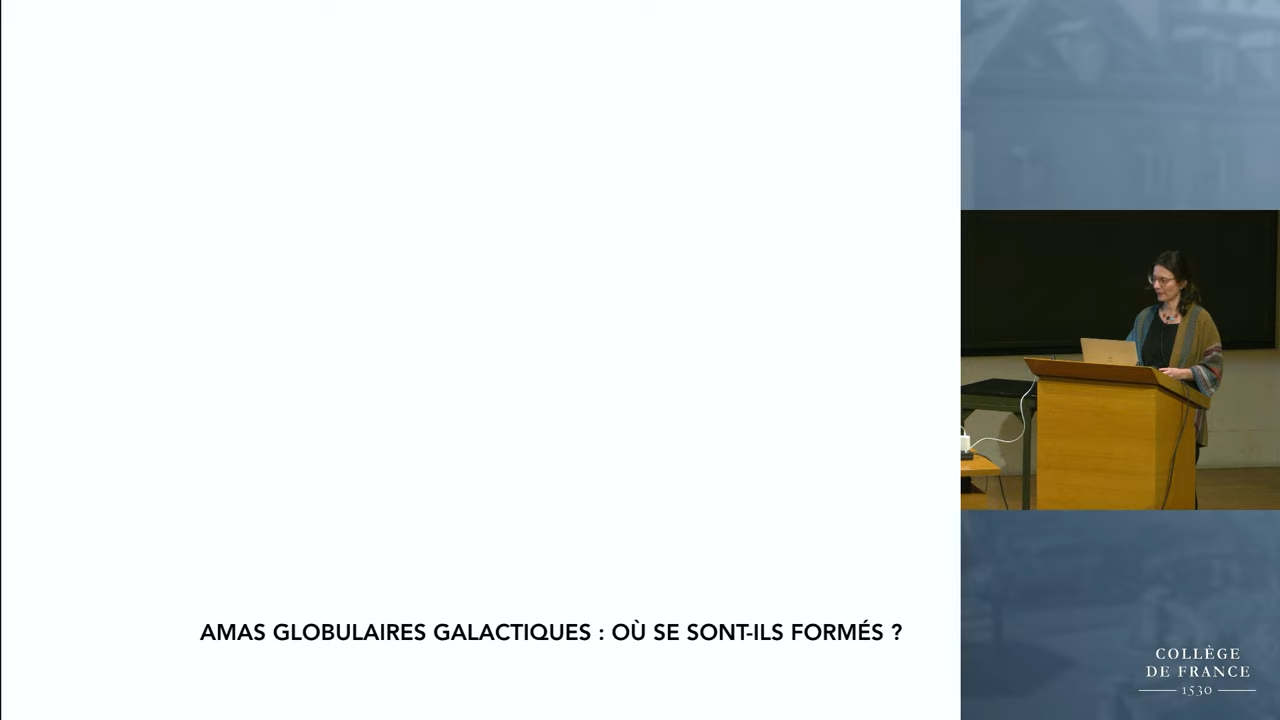 AMAS GLOBULAIRES GALACTIQUES : OÙ SE SONT-ILS FORMÉS ?
COLLÈGE
DE FRANCE
1530